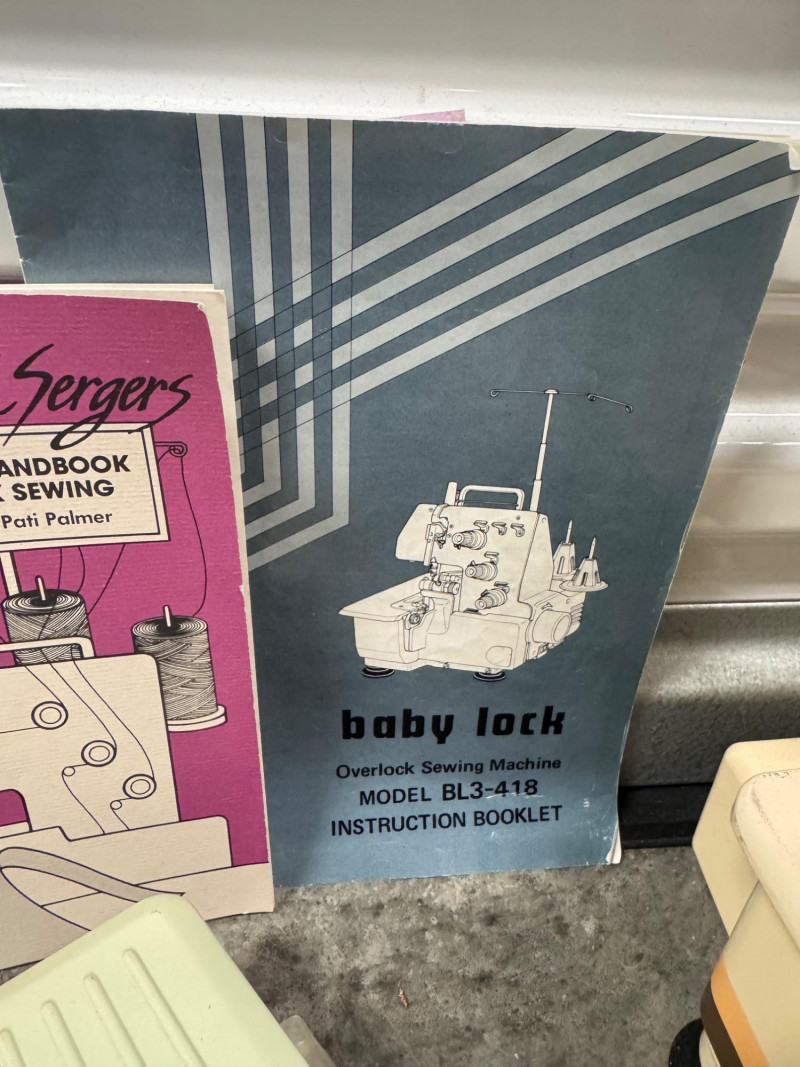 Sergers
ANDBOOK
SEWING
Pati Palmer
baby lock
Overlock Sewing Machine
MODEL BL3-418
INSTRUCTION BOOKLET